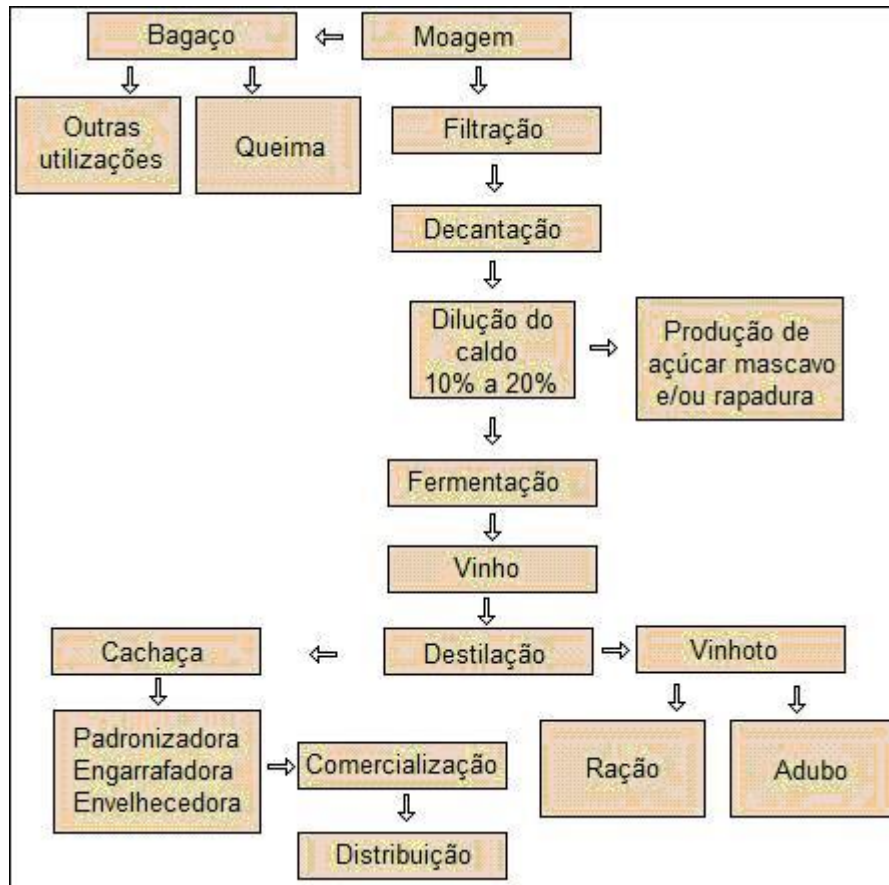 Bagaço
Moagem
Outras
utilizações
Queima
Filtração
Decantação
Dilução do
caldo
10% a 20%
Produção de
açúcar mascavo
e/ou rapadura
Fermentação
Vinho
Cachaça
Destilação
Vinhoto
Padronizadora
Engarrafadora
Envelhecedora
Comercialização
Ração
Adubo
Distribuição